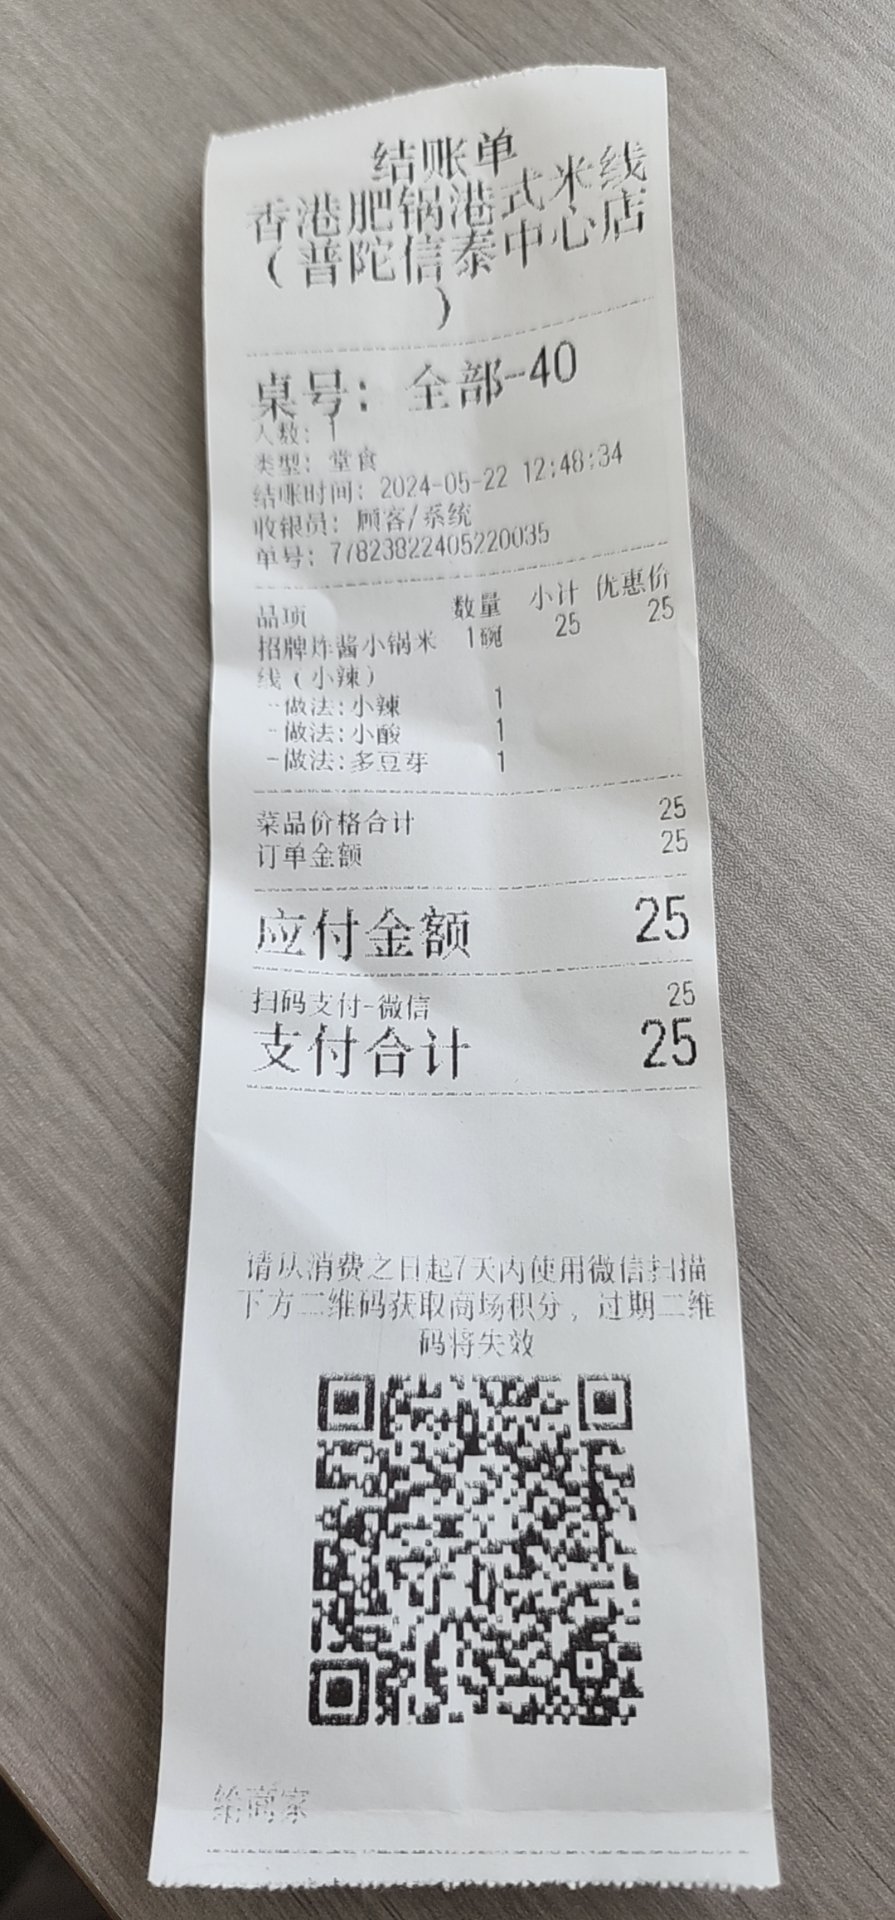 结账单
香港肥锅港式米线
（普陀信泰中心店
）
桌号：全部-40
人数：1
类型：堂食
结账时间：2024-05-22 12:48:34
收银员：顾客/系统
单号：77823822405220035
品项 数量 小计 优惠价
招牌炸酱小锅米 1碗 25 25
线（小辣）
-做法:小辣 1
-做法:小酸 1
-做法:多豆芽 1
菜品价格合计 25
订单金额 25
应付金额 25
扫码支付-微信 25
支付合计 25
请从消费之日起7天内使用微信扫描
下方二维码获取商场积分，过期二维
码将失效
给商家